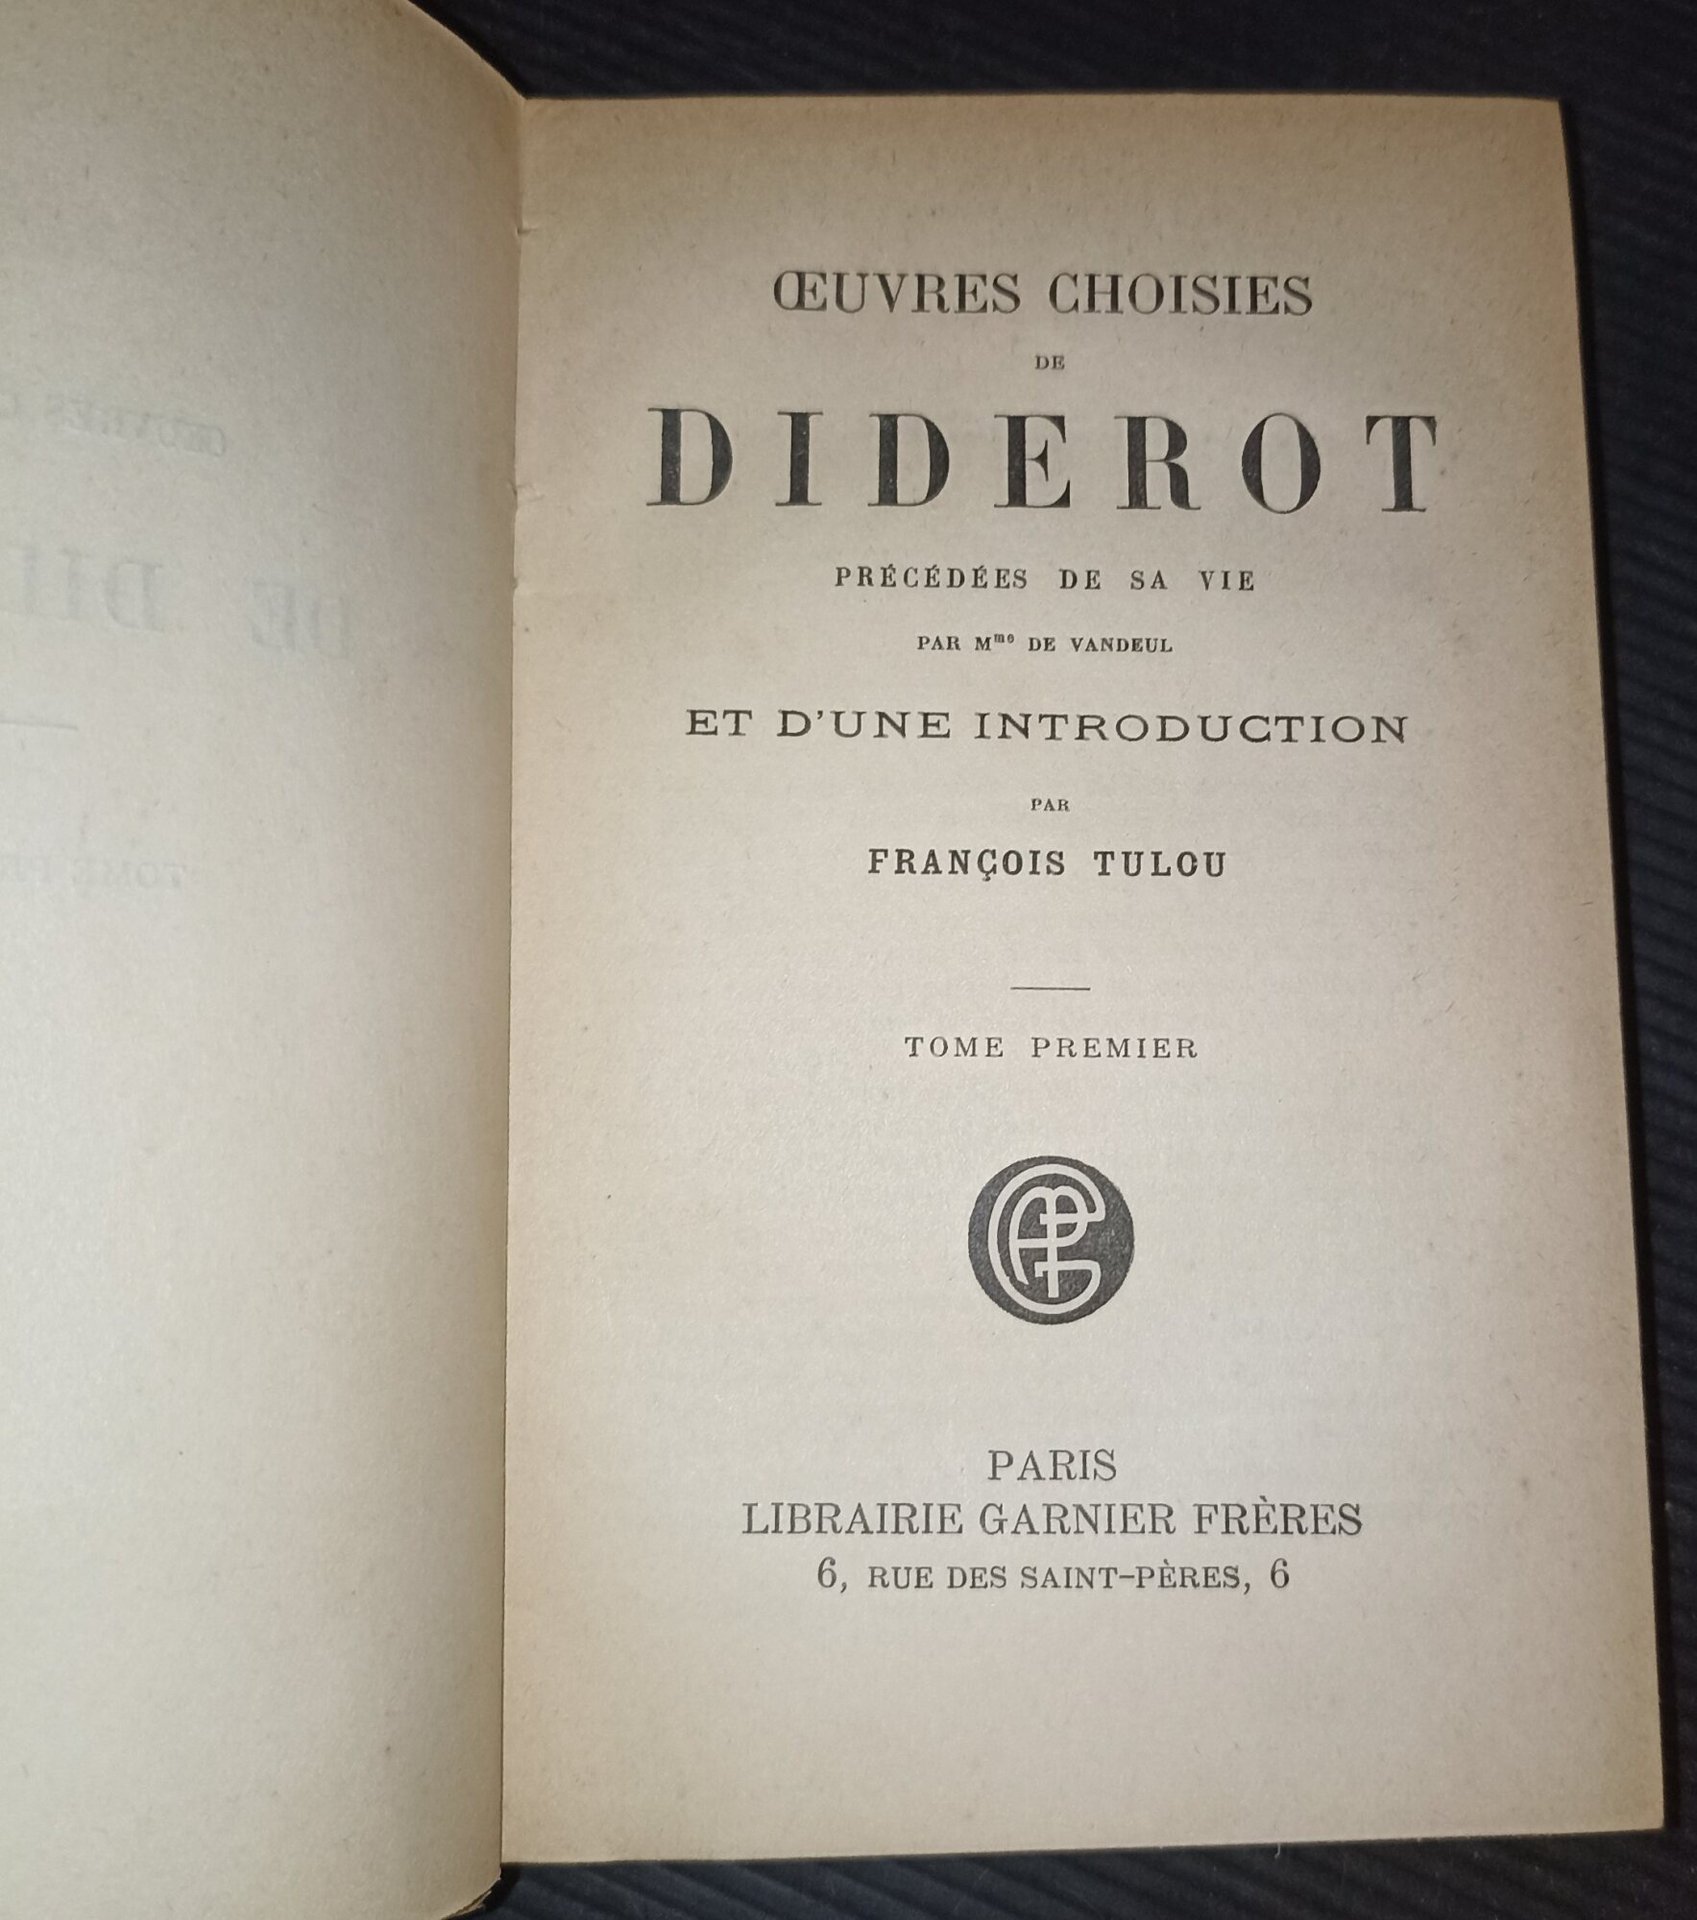 ŒUVRES CHOISIES
DE
DIDEROT
PRÉCÉDÉES DE SA VIE
PAR Mme DE VANDEUL
ET D'UNE INTRODUCTION
PAR
FRANÇOIS TULOU
TOME PREMIER
PARIS
LIBRAIRIE GARNIER FRÈRES
6, RUE DES SAINT-PÈRES, 6